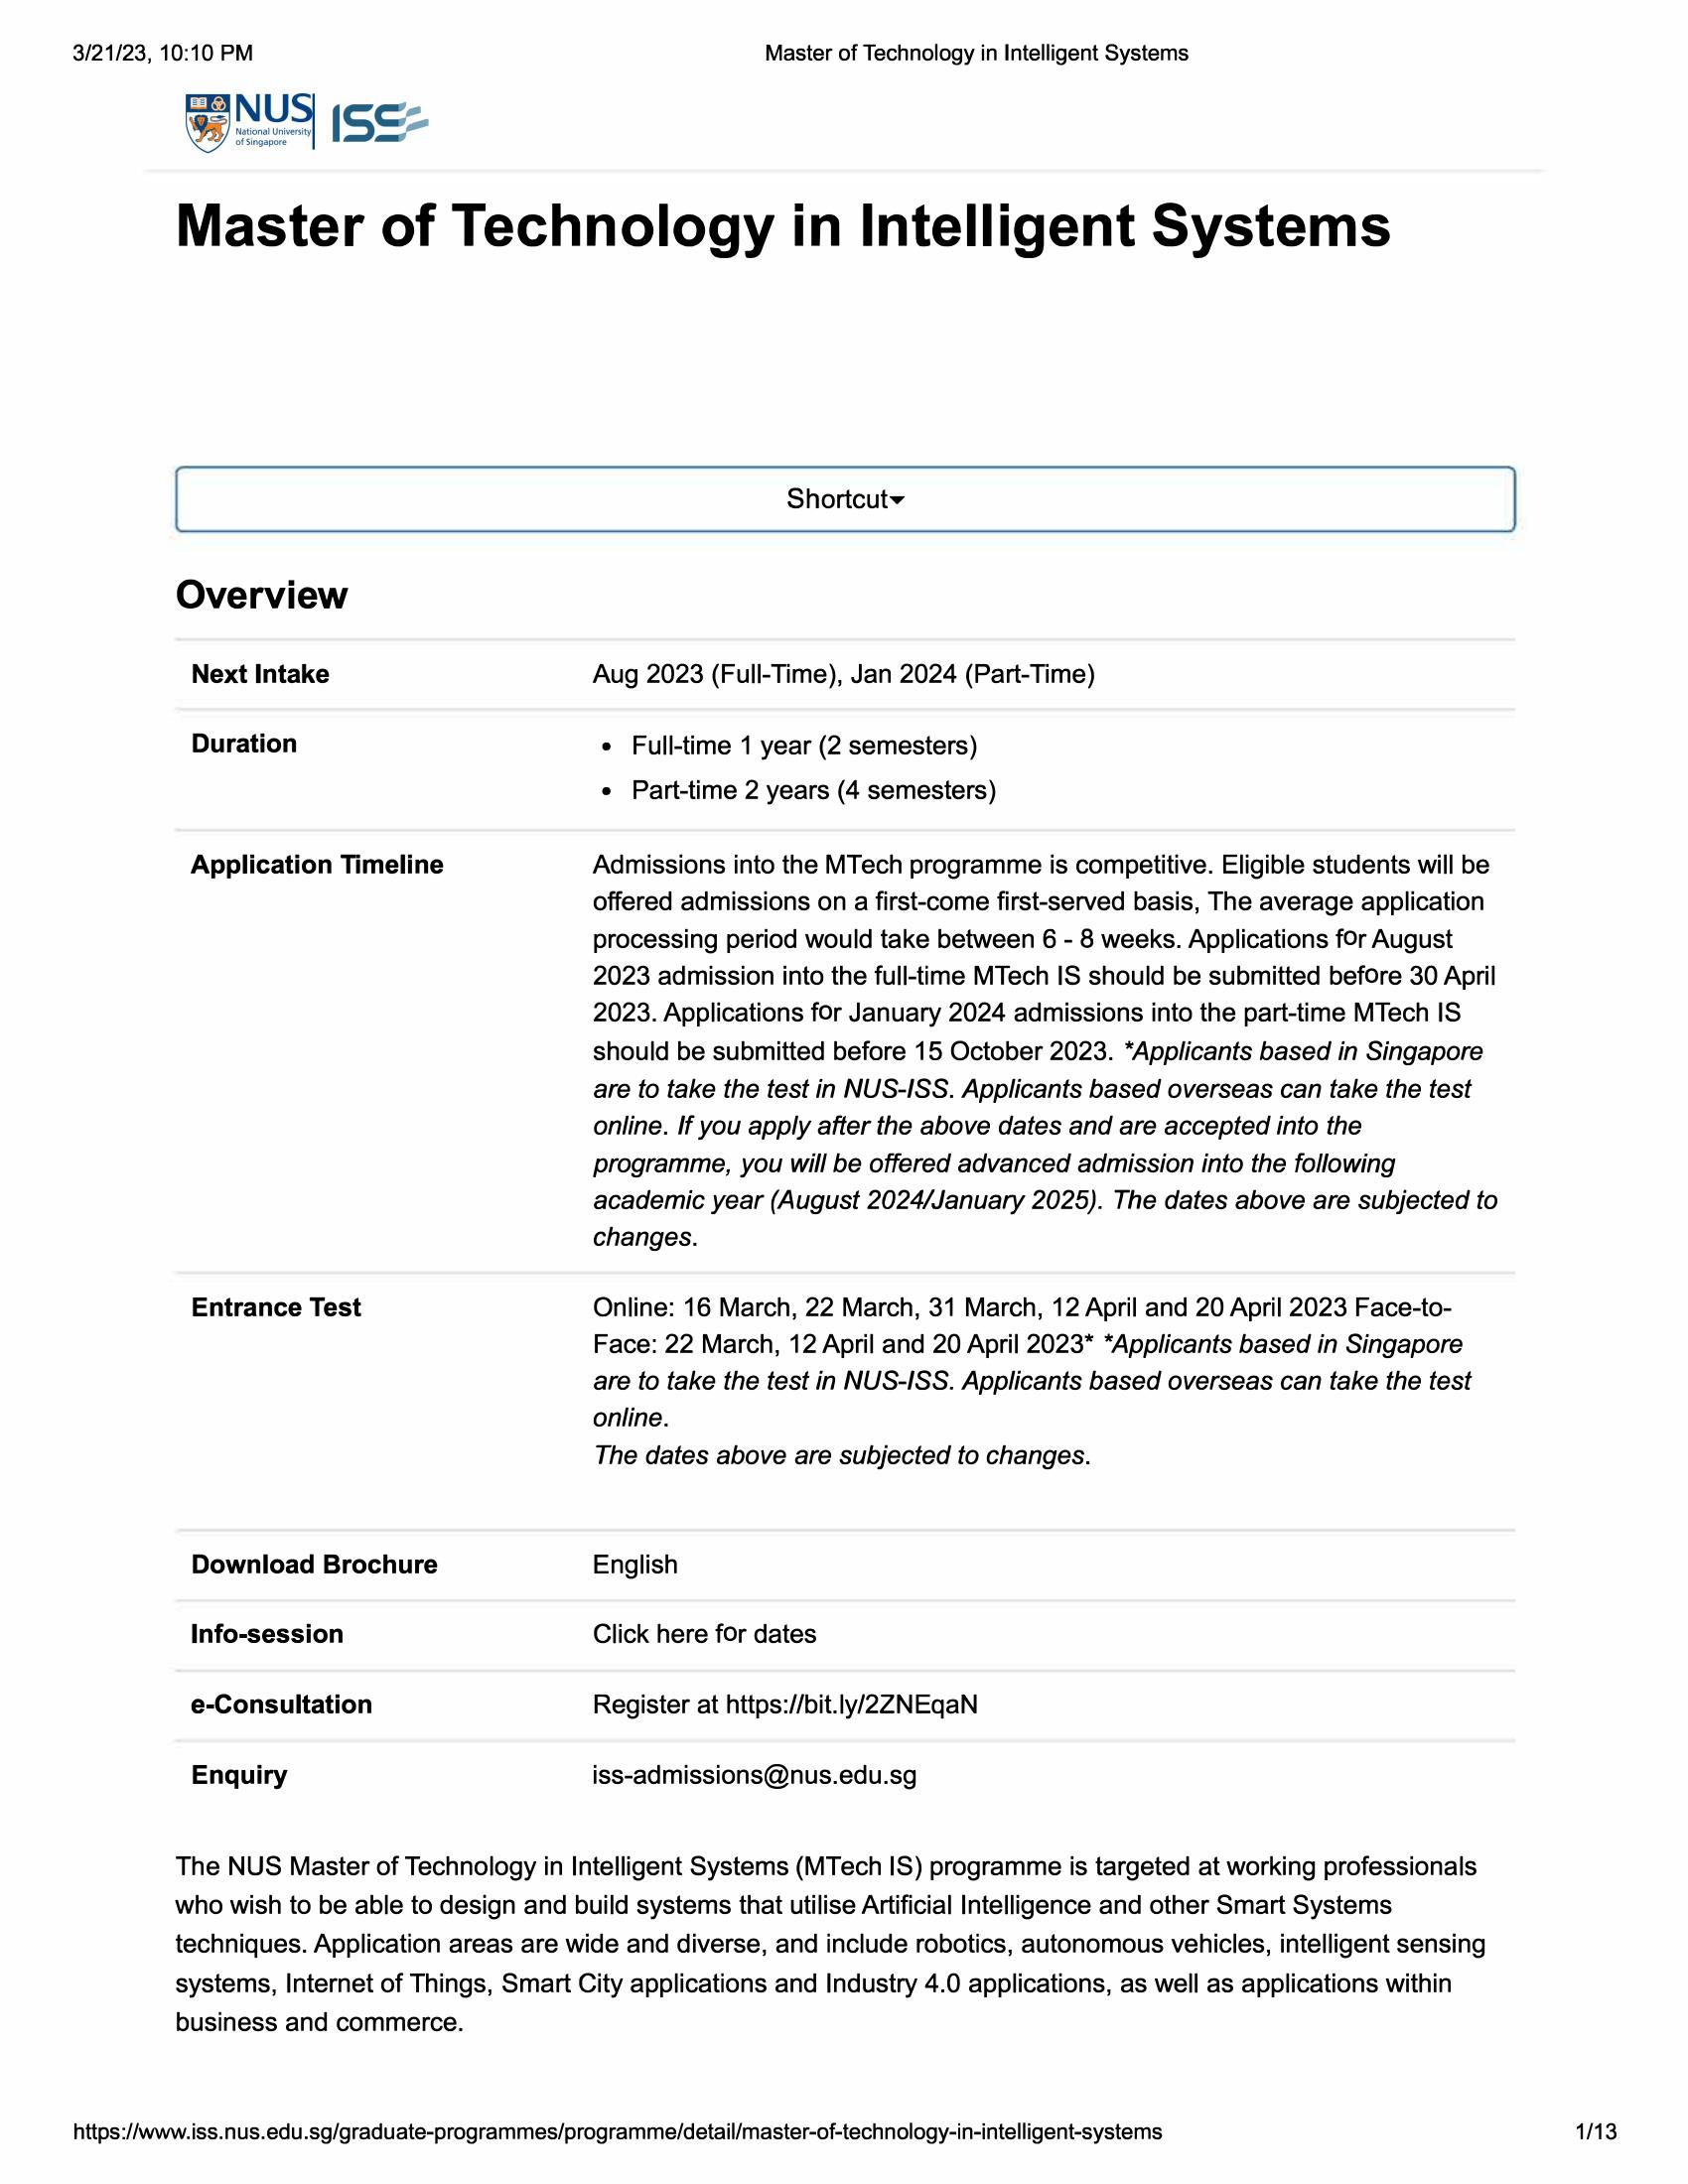 3/21/23, 10:10 PM Master of Technology in Intelligent Systems
NUS
National University
of Singapore
ISS
Master of Technology in Intelligent Systems
Shortcut
Overview
Next Intake Aug 2023 (Full-Time), Jan 2024 (Part-Time)
Duration • Full-time 1 year (2 semesters)
• Part-time 2 years (4 semesters)
Application Timeline Admissions into the MTech programme is competitive. Eligible students will be
offered admissions on a first-come first-served basis, The average application
processing period would take between 6 - 8 weeks. Applications for August
2023 admission into the full-time MTech IS should be submitted before 30 April
2023. Applications for January 2024 admissions into the part-time MTech IS
should be submitted before 15 October 2023. *Applicants based in Singapore
are to take the test in NUS-ISS. Applicants based overseas can take the test
online. If you apply after the above dates and are accepted into the
programme, you will be offered advanced admission into the following
academic year (August 2024/January 2025). The dates above are subjected to
changes.
Entrance Test Online: 16 March, 22 March, 31 March, 12 April and 20 April 2023 Face-to-
Face: 22 March, 12 April and 20 April 2023* *Applicants based in Singapore
are to take the test in NUS-ISS. Applicants based overseas can take the test
online.
The dates above are subjected to changes.
Download Brochure English
Info-session Click here for dates
e-Consultation Register at https://bit.ly/2ZNEqaN
Enquiry iss-admissions@nus.edu.sg
The NUS Master of Technology in Intelligent Systems (MTech IS) programme is targeted at working professionals
who wish to be able to design and build systems that utilise Artificial Intelligence and other Smart Systems
techniques. Application areas are wide and diverse, and include robotics, autonomous vehicles, intelligent sensing
systems, Internet of Things, Smart City applications and Industry 4.0 applications, as well as applications within
business and commerce.
https://www.iss.nus.edu.sg/graduate-programmes/programme/detail/master-of-technology-in-intelligent-systems 1/13